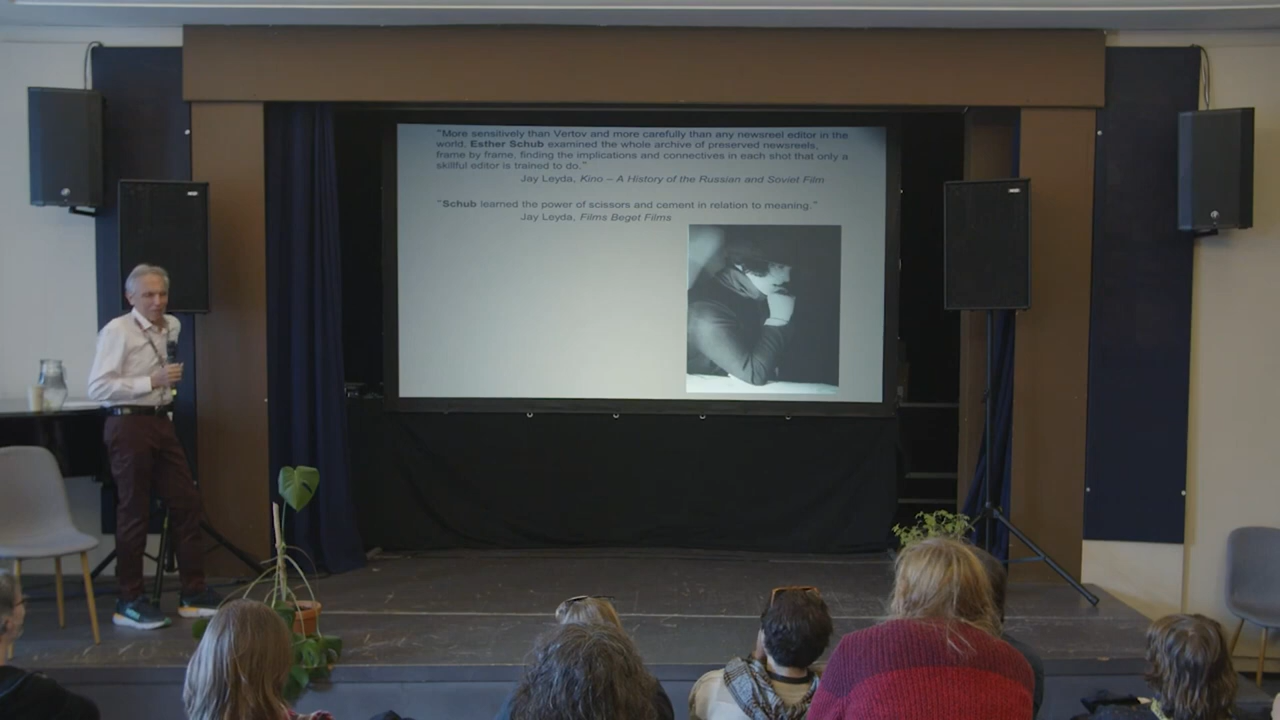 "More sensitively than Vertov and more carefully than any newsreel editor in the
world, Esther Schub examined the whole archive of preserved newsreels,
frame by frame, finding the implications and connectives in each shot that only a
skillful editor is trained to do."
Jay Leyda, Kino – A History of the Russian and Soviet Film
"Schub learned the power of scissors and cement in relation to meaning."
Jay Leyda, Films Beget Films